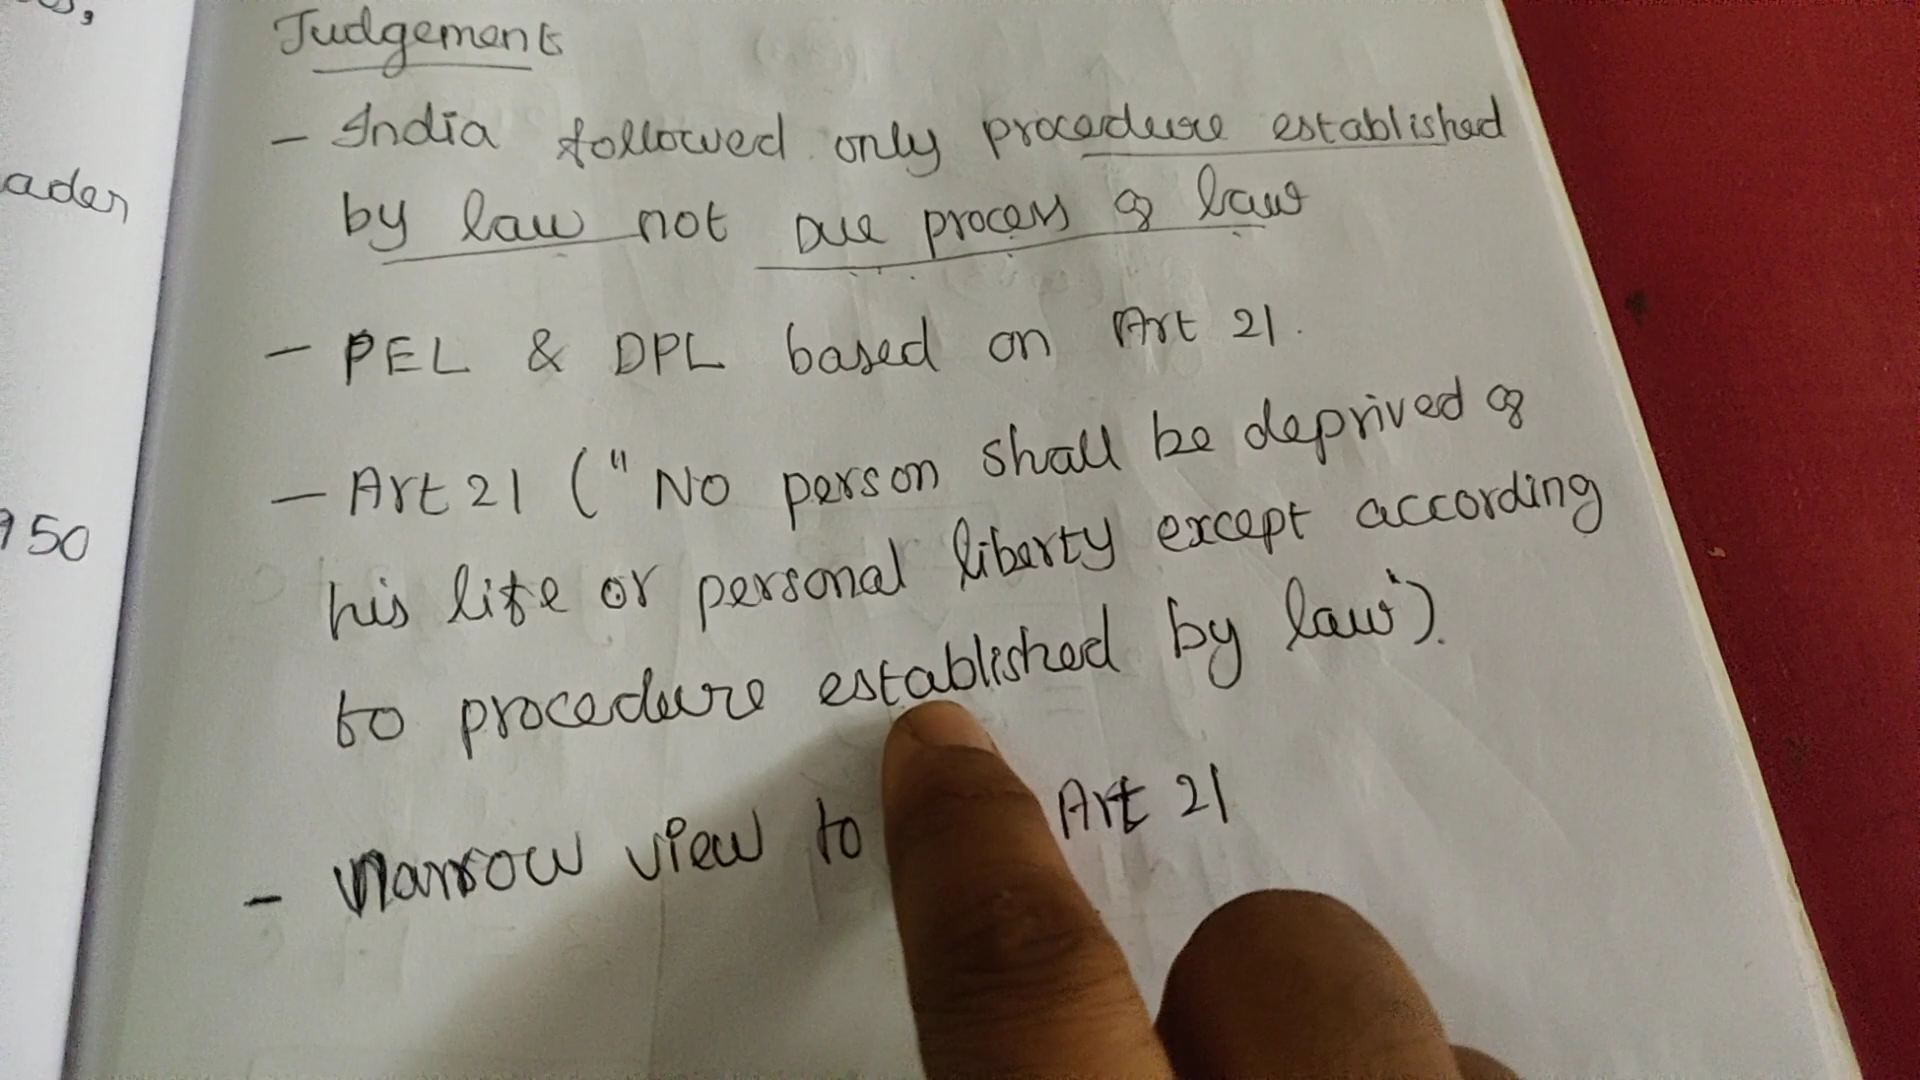 Judgements
- India followed only procedure established
by law not Due process of law
- PEL & DPL based on Art 21.
- Art 21 ("No person shall be deprived of
his life or personal liberty except according
to procedure established by law").
- Narrow view to Art 21
ader
950